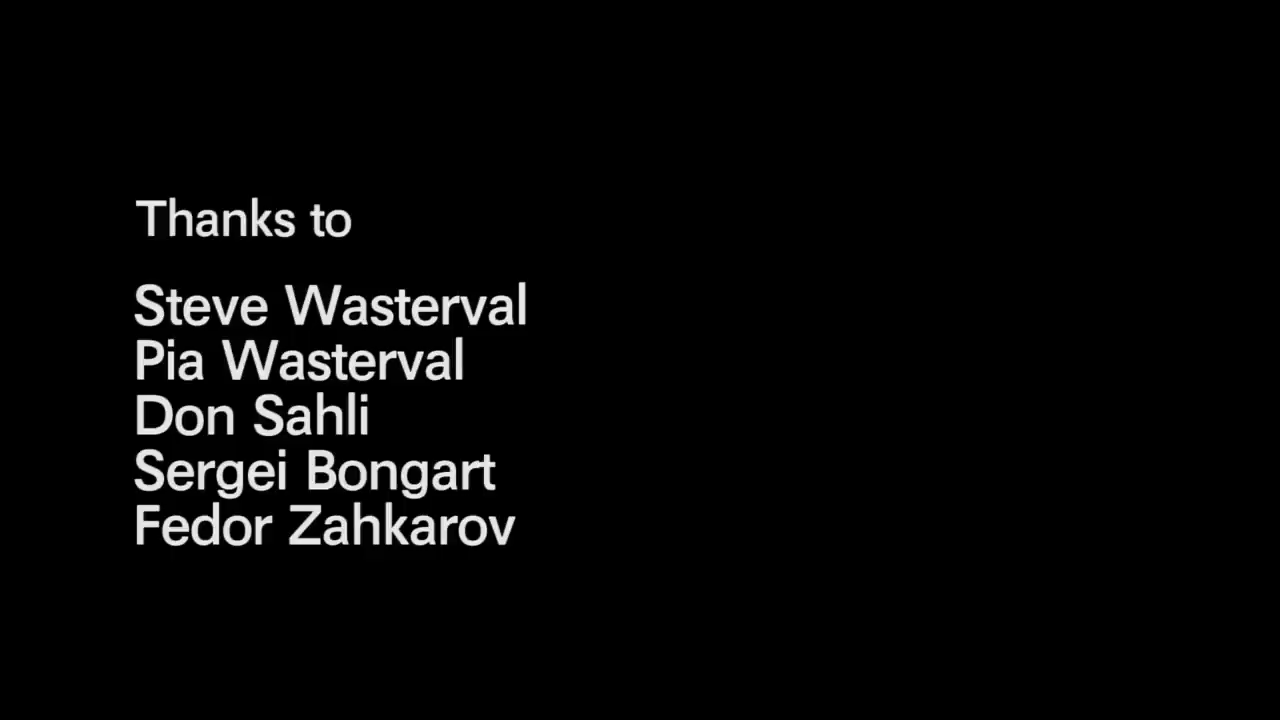 Thanks to
Steve Wasterval
Pia Wasterval
Don Sahli
Sergei Bongart
Fedor Zahkarov